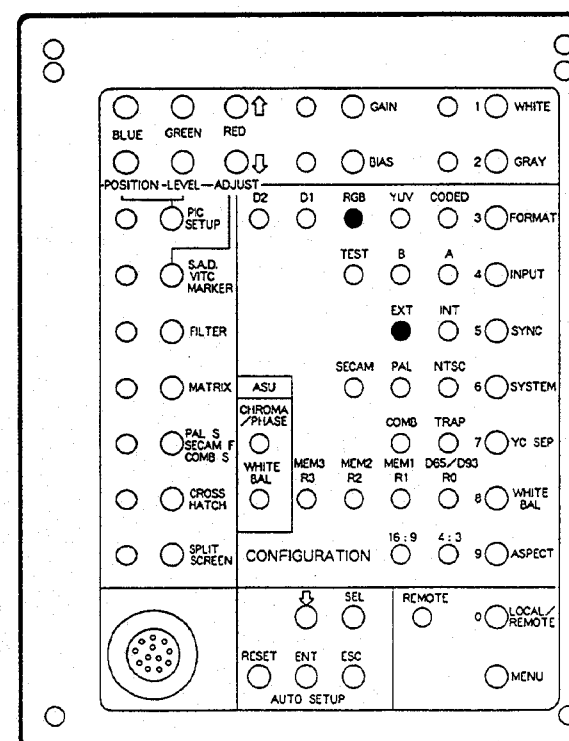 GAIN 1 WHITE
BLUE GREEN RED
BIAS 2 GRAY
POSITION LEVEL ADJUST
D2 D1 RGB YUV CODED
PIC SETUP 3 FORMAT
TEST B A
S.A.D. VITC MARKER 4 INPUT
EXT INT
FILTER 5 SYNC
SECAM PAL NTSC
MATRIX ASU 6 SYSTEM
CHROMA /PHASE COMB TRAP
PAL S SECAM F COMB S 7 YC SEP
WHITE BAL MEM3 R3 MEM2 R2 MEM1 R1 D65/D93 R0
CROSS HATCH 8 WHITE BAL
16:9 4:3
SPLIT SCREEN CONFIGURATION 9 ASPECT
SEL REMOTE
0 LOCAL/ REMOTE
RESET ENT ESC
MENU
AUTO SETUP